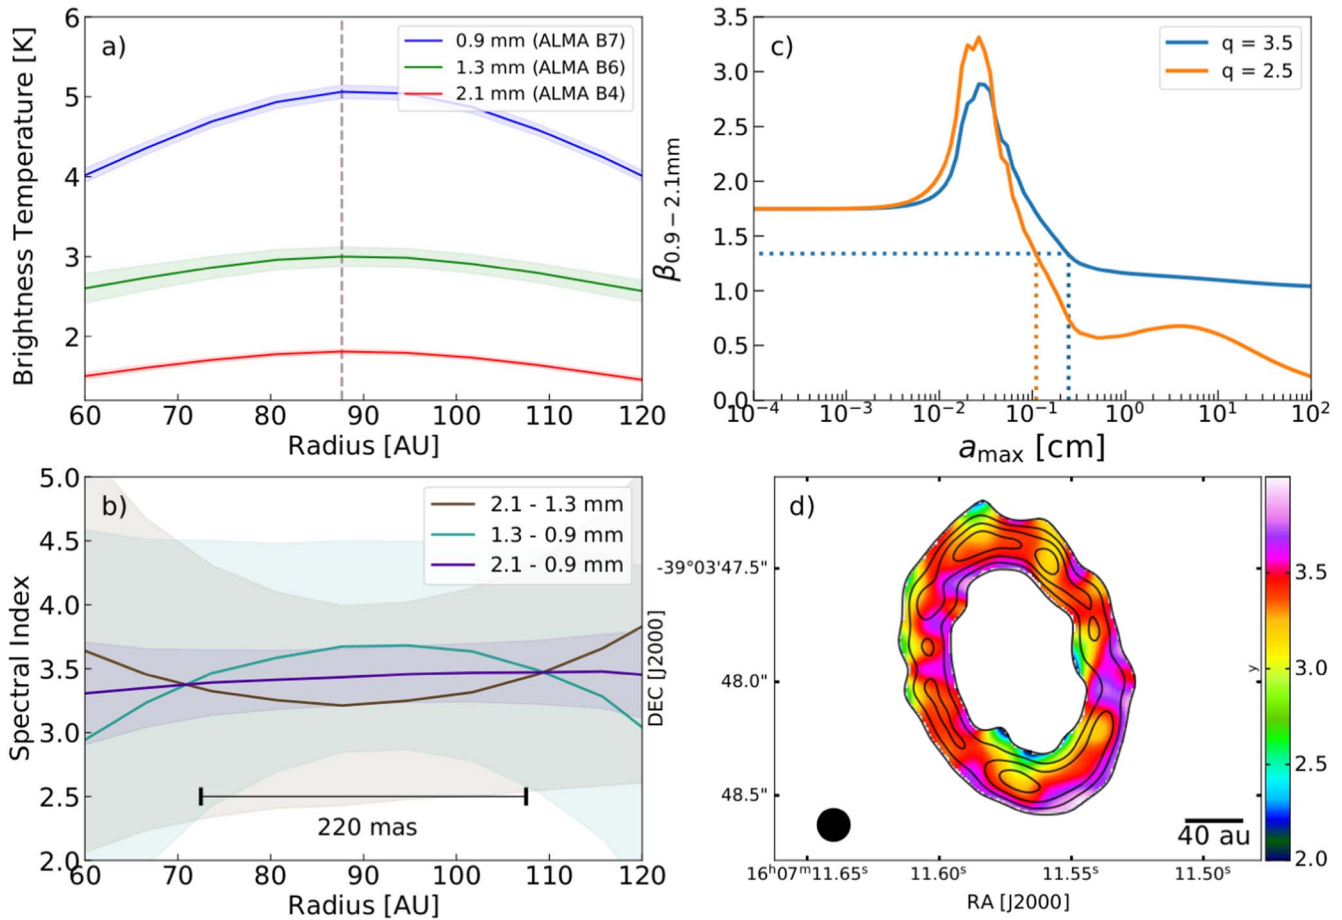 a)
6
5
4
3
2
Brightness Temperature [K]
0.9 mm (ALMA B7)
1.3 mm (ALMA B6)
2.1 mm (ALMA B4)
60 70 80 90 100 110 120
Radius [AU]
c)
4.0
3.5
3.0
2.5
2.0
1.5
1.0
0.5
0.0
β0.9−2.1mm
q = 3.5
q = 2.5
10−4 10−3 10−2 10−1 100 101 102
amax [cm]
b)
5.0
4.5
4.0
3.5
3.0
2.5
2.0
Spectral Index
2.1 - 1.3 mm
1.3 - 0.9 mm
2.1 - 0.9 mm
220 mas
60 70 80 90 100 110 120
Radius [AU]
d)
DEC [J2000]
-39°03'47.5"
48.0"
48.5"
40 au
16h07m11.65s 11.60s 11.55s 11.50s
RA [J2000]
3.5
3.0
2.5
2.0
y